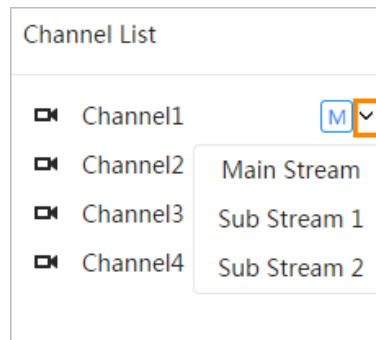 Channel List
Channel1 M
Channel2 Main Stream
Channel3 Sub Stream 1
Channel4 Sub Stream 2